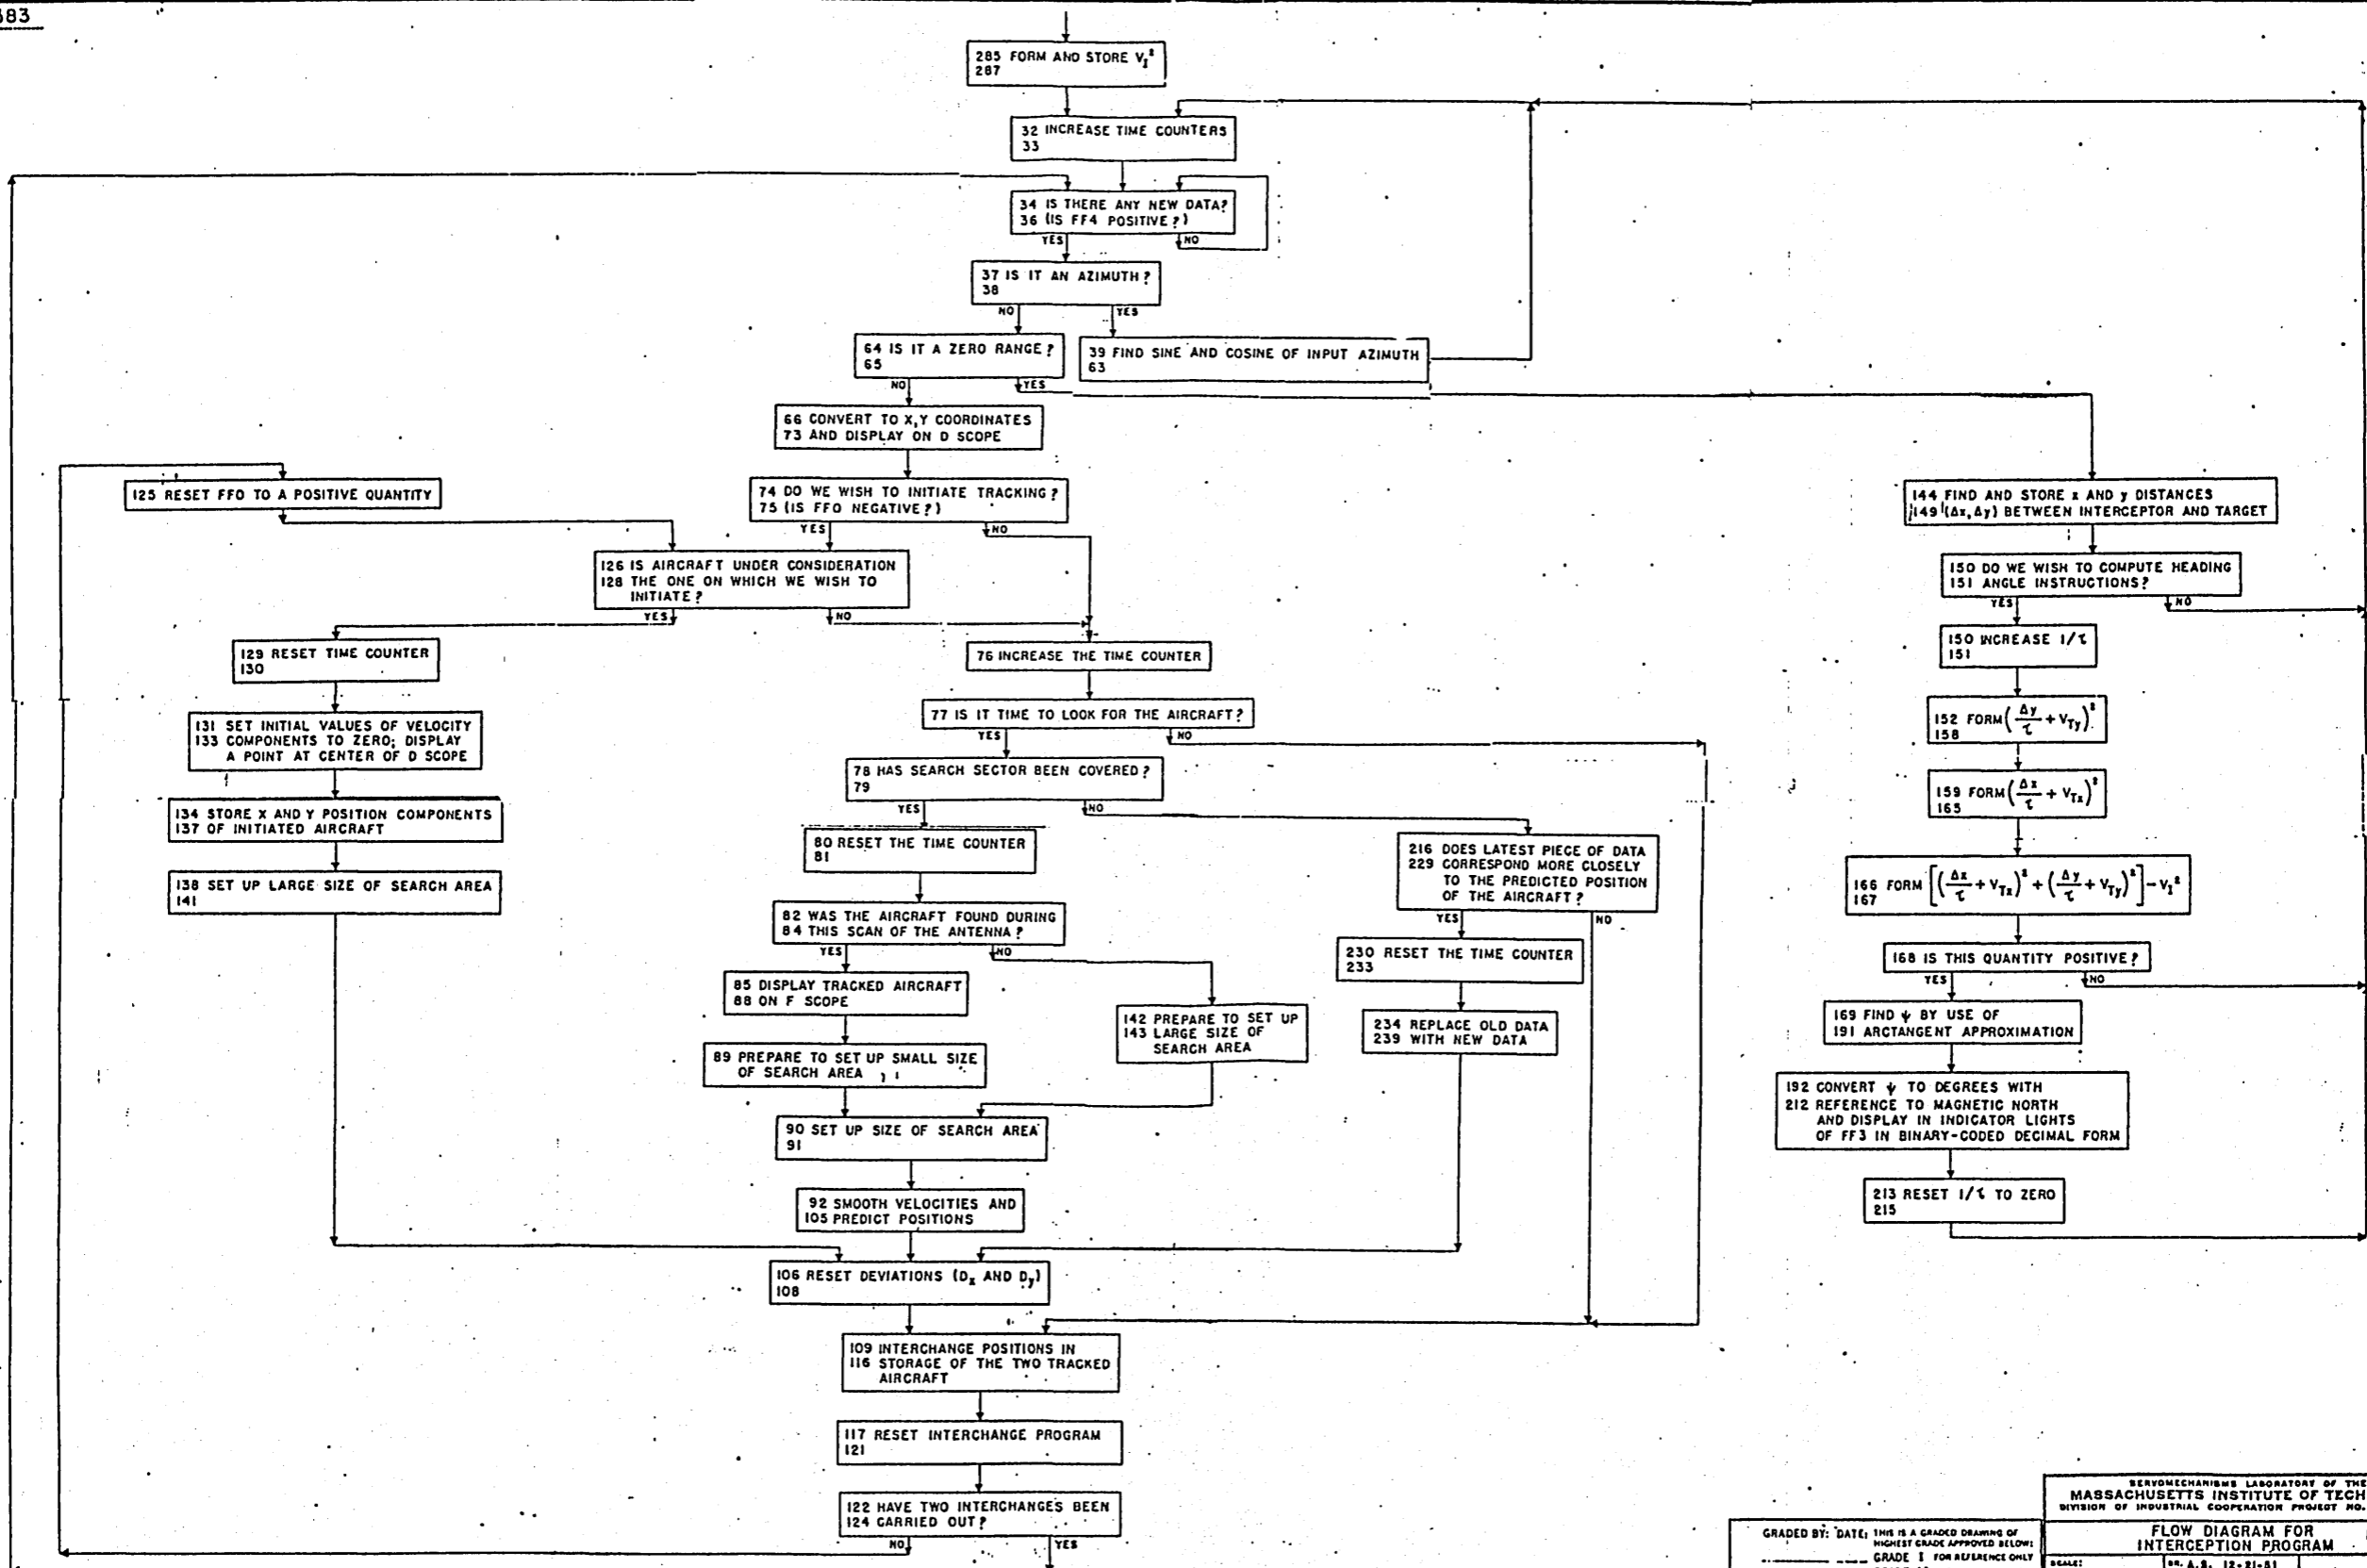 285 FORM AND STORE V_I²
287
32 INCREASE TIME COUNTERS
33
34 IS THERE ANY NEW DATA?
36 (IS FF4 POSITIVE?)
YES
NO
37 IS IT AN AZIMUTH?
38
NO
YES
64 IS IT A ZERO RANGE?
65
39 FIND SINE AND COSINE OF INPUT AZIMUTH
63
NO
YES
66 CONVERT TO X,Y COORDINATES
73 AND DISPLAY ON D SCOPE
125 RESET FF0 TO A POSITIVE QUANTITY
74 DO WE WISH TO INITIATE TRACKING?
75 (IS FF0 NEGATIVE?)
YES
NO
126 IS AIRCRAFT UNDER CONSIDERATION
128 THE ONE ON WHICH WE WISH TO
INITIATE?
YES
NO
129 RESET TIME COUNTER
130
131 SET INITIAL VALUES OF VELOCITY
133 COMPONENTS TO ZERO; DISPLAY
A POINT AT CENTER OF D SCOPE
134 STORE X AND Y POSITION COMPONENTS
137 OF INITIATED AIRCRAFT
138 SET UP LARGE SIZE OF SEARCH AREA
141
76 INCREASE THE TIME COUNTER
77 IS IT TIME TO LOOK FOR THE AIRCRAFT?
YES
NO
78 HAS SEARCH SECTOR BEEN COVERED?
79
YES
NO
80 RESET THE TIME COUNTER
81
82 WAS THE AIRCRAFT FOUND DURING
84 THIS SCAN OF THE ANTENNA?
YES
NO
85 DISPLAY TRACKED AIRCRAFT
88 ON F SCOPE
89 PREPARE TO SET UP SMALL SIZE
OF SEARCH AREA
142 PREPARE TO SET UP
143 LARGE SIZE OF
SEARCH AREA
90 SET UP SIZE OF SEARCH AREA
91
92 SMOOTH VELOCITIES AND
105 PREDICT POSITIONS
216 DOES LATEST PIECE OF DATA
229 CORRESPOND MORE CLOSELY
TO THE PREDICTED POSITION
OF THE AIRCRAFT?
YES
NO
230 RESET THE TIME COUNTER
233
234 REPLACE OLD DATA
239 WITH NEW DATA
106 RESET DEVIATIONS (D_x AND D_y)
108
109 INTERCHANGE POSITIONS IN
116 STORAGE OF THE TWO TRACKED
AIRCRAFT
117 RESET INTERCHANGE PROGRAM
121
122 HAVE TWO INTERCHANGES BEEN
124 CARRIED OUT?
NO
YES
144 FIND AND STORE x AND y DISTANCES
149 (Δx,Δy) BETWEEN INTERCEPTOR AND TARGET
150 DO WE WISH TO COMPUTE HEADING
151 ANGLE INSTRUCTIONS?
YES
NO
150 INCREASE 1/τ
151
152 FORM (Δy/τ + V_Ty)²
158
159 FORM (Δx/τ + V_Tx)²
165
166 FORM [(Δx/τ + V_Tx)² + (Δy/τ + V_Ty)²] - V_I²
167
168 IS THIS QUANTITY POSITIVE?
YES
NO
169 FIND ψ BY USE OF
191 ARCTANGENT APPROXIMATION
192 CONVERT ψ TO DEGREES WITH
212 REFERENCE TO MAGNETIC NORTH
AND DISPLAY IN INDICATOR LIGHTS
OF FF3 IN BINARY-CODED DECIMAL FORM
213 RESET 1/τ TO ZERO
215
GRADED BY: DATE: THIS IS A GRADED DRAWING OF
HIGHEST GRADE APPROVED BELOW:
GRADE I FOR REFERENCE ONLY
SERVOMECHANISMS LABORATORY OF THE
MASSACHUSETTS INSTITUTE OF TECH
DIVISION OF INDUSTRIAL COOPERATION PROJECT NO.
FLOW DIAGRAM FOR
INTERCEPTION PROGRAM
SCALE:
DR. A.S. 12-21-51